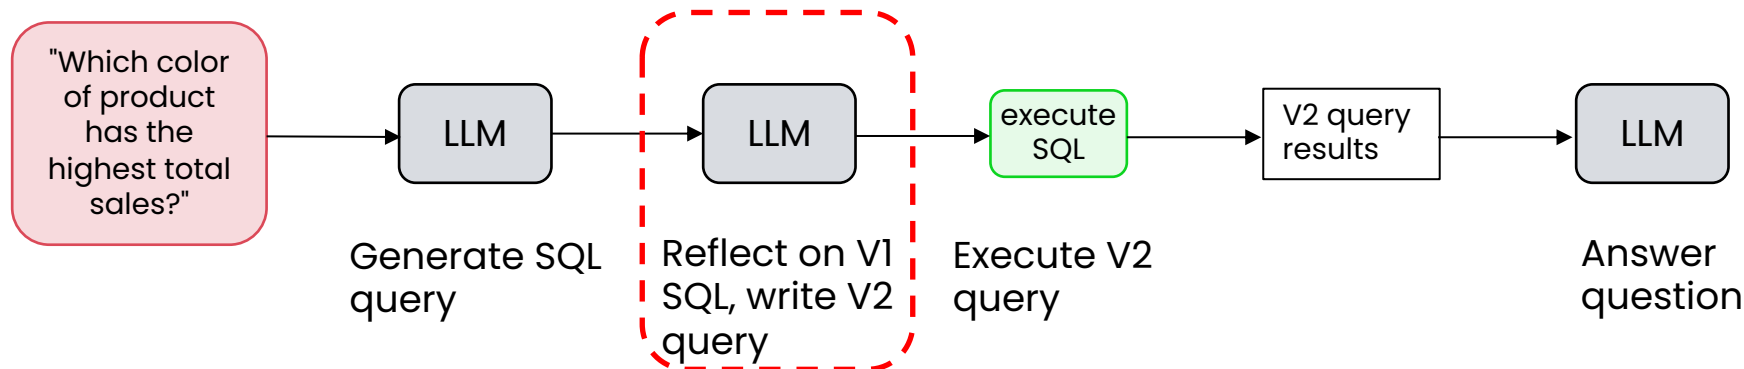 "Which color
of product
has the
highest total
sales?"
LLM
Generate SQL
query
LLM
Reflect on V1
SQL, write V2
query
execute
SQL
Execute V2
query
V2 query
results
LLM
Answer
question